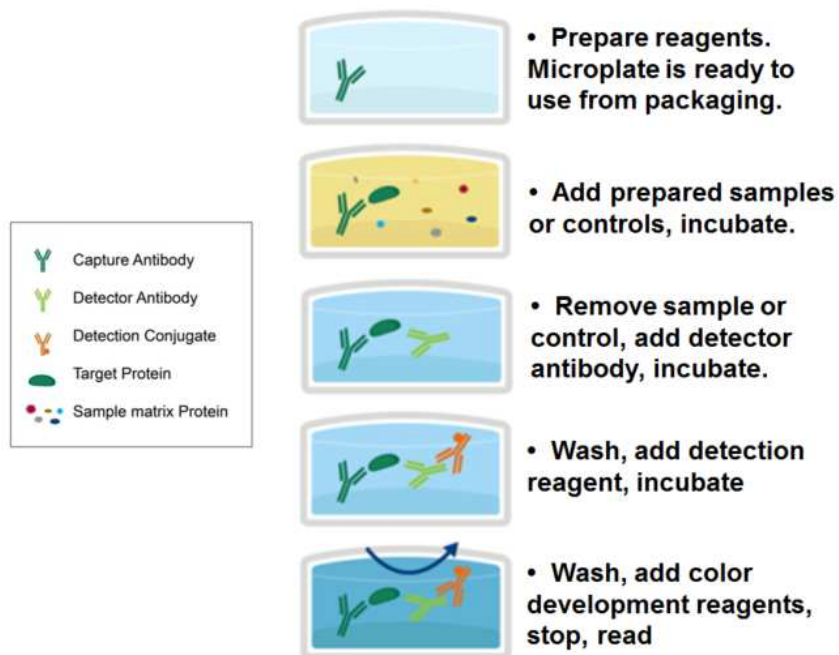 • Prepare reagents.
Microplate is ready to
use from packaging.
• Add prepared samples
or controls, incubate.
Capture Antibody
Detector Antibody
Detection Conjugate
Target Protein
Sample matrix Protein
• Remove sample or
control, add detector
antibody, incubate.
• Wash, add detection
reagent, incubate
• Wash, add color
development reagents,
stop, read